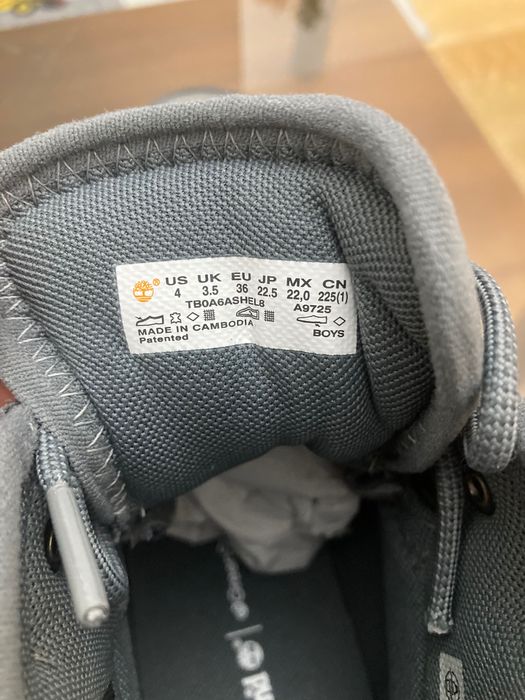 US UK EU JP MX CN
4 3.5 36 22.5 22,0 225(1)
TB0A6ASHEL8 A9725
MADE IN CAMBODIA BOYS
Patented